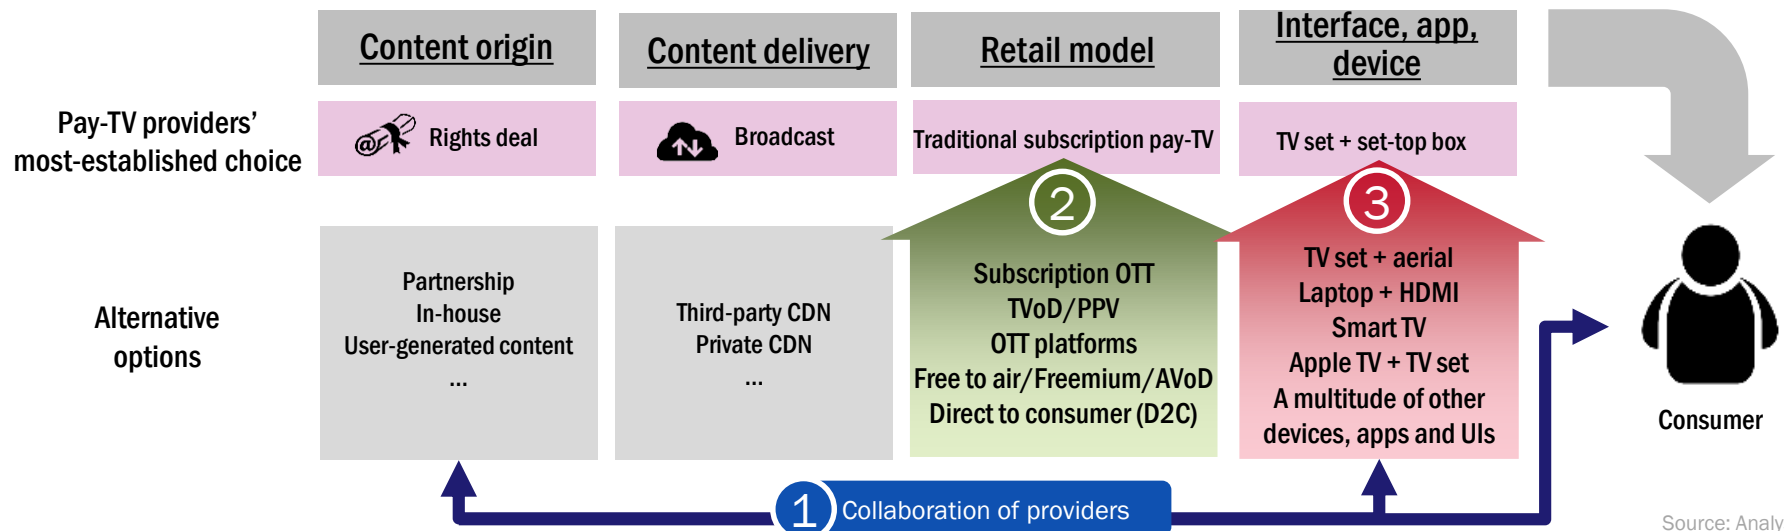 Content origin
Content delivery
Retail model
Interface, app,
device
Pay-TV providers’
most-established choice
@
Rights deal
Broadcast
Traditional subscription pay-TV
TV set + set-top box
2
3
Alternative
options
Partnership
In-house
User-generated content
...
Third-party CDN
Private CDN
...
Subscription OTT
TVoD/PPV
OTT platforms
Free to air/Freemium/AVoD
Direct to consumer (D2C)
TV set + aerial
Laptop + HDMI
Smart TV
Apple TV + TV set
A multitude of other
devices, apps and UIs
Consumer
1 Collaboration of providers
Source: Analy